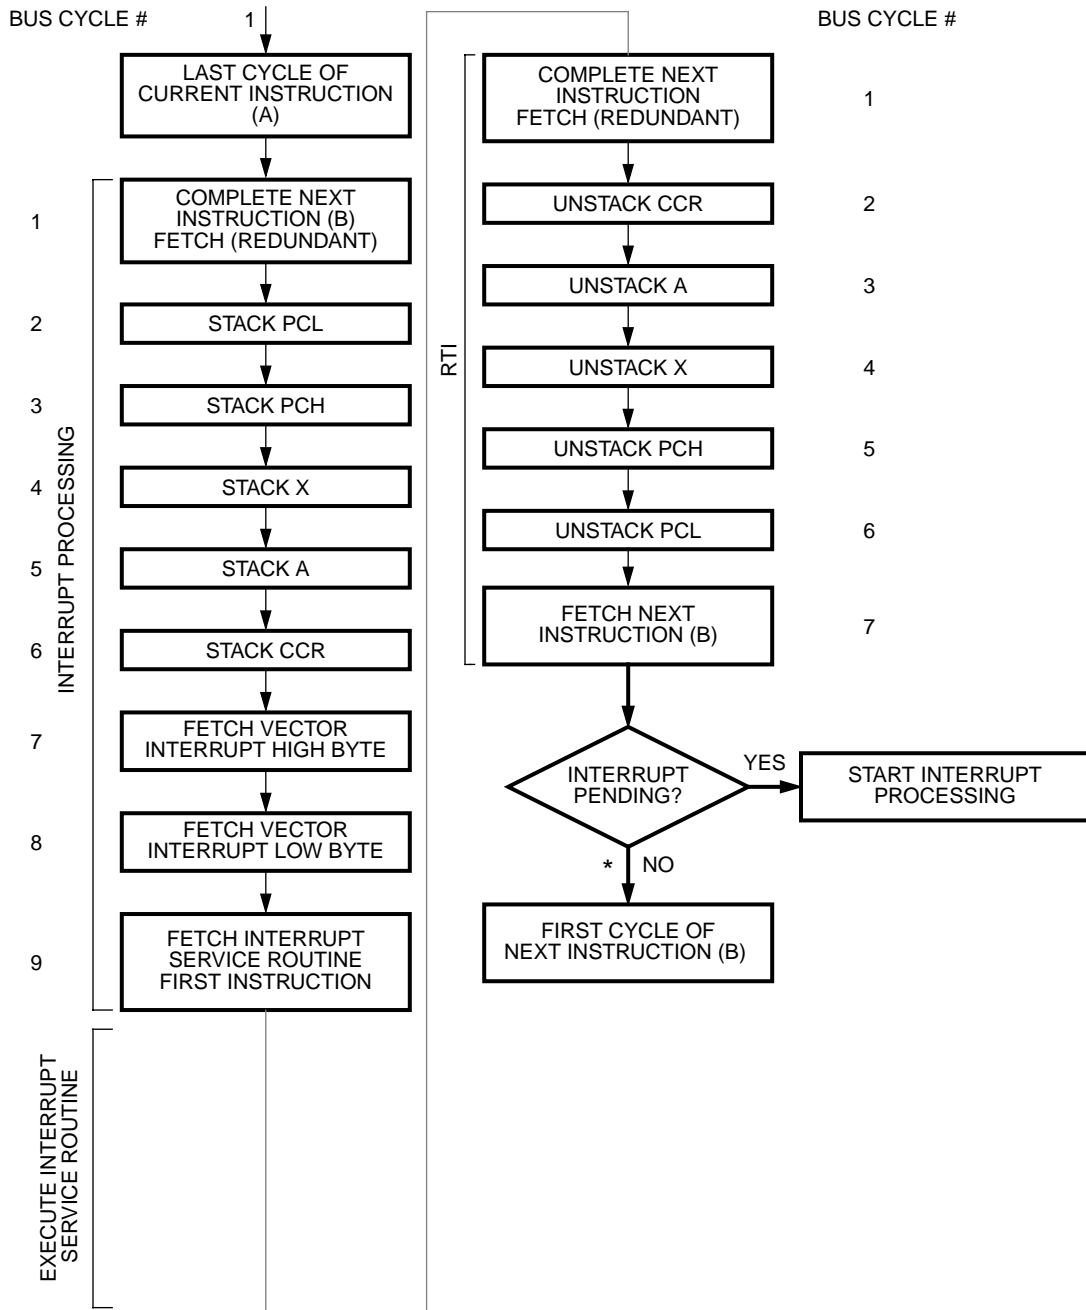 BUS CYCLE #
1
LAST CYCLE OF
CURRENT INSTRUCTION
(A)
INTERRUPT PROCESSING
1
COMPLETE NEXT
INSTRUCTION (B)
FETCH (REDUNDANT)
2
STACK PCL
3
STACK PCH
4
STACK X
5
STACK A
6
STACK CCR
7
FETCH VECTOR
INTERRUPT HIGH BYTE
8
FETCH VECTOR
INTERRUPT LOW BYTE
9
FETCH INTERRUPT
SERVICE ROUTINE
FIRST INSTRUCTION
EXECUTE INTERRUPT
SERVICE ROUTINE
BUS CYCLE #
RTI
COMPLETE NEXT
INSTRUCTION
FETCH (REDUNDANT)
1
UNSTACK CCR
2
UNSTACK A
3
UNSTACK X
4
UNSTACK PCH
5
UNSTACK PCL
6
FETCH NEXT
INSTRUCTION (B)
7
INTERRUPT
PENDING?
YES
START INTERRUPT
PROCESSING
* NO
FIRST CYCLE OF
NEXT INSTRUCTION (B)